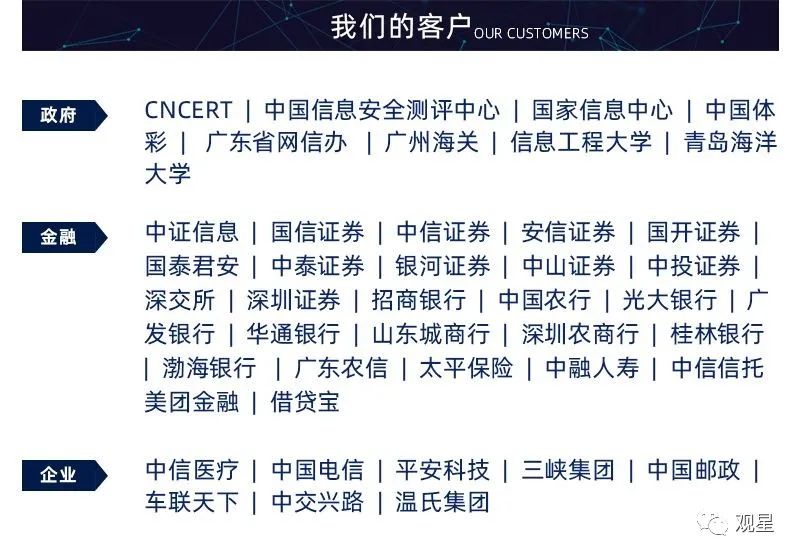 我们的客户 OUR CUSTOMERS
政府
CNCERT | 中国信息安全测评中心 | 国家信息中心 | 中国体
彩 | 广东省网信办 | 广州海关 | 信息工程大学 | 青岛海洋
大学
金融
中证信息 | 国信证券 | 中信证券 | 安信证券 | 国开证券 |
国泰君安 | 中泰证券 | 银河证券 | 中山证券 | 中投证券 |
深交所 | 深圳证券 | 招商银行 | 中国农行 | 光大银行 | 广
发银行 | 华通银行 | 山东城商行 | 深圳农商行 | 桂林银行
| 渤海银行 | 广东农信 | 太平保险 | 中融人寿 | 中信信托
美团金融 | 借贷宝
企业
中信医疗 | 中国电信 | 平安科技 | 三峡集团 | 中国邮政 |
车联天下 | 中交兴路 | 温氏集团
观星